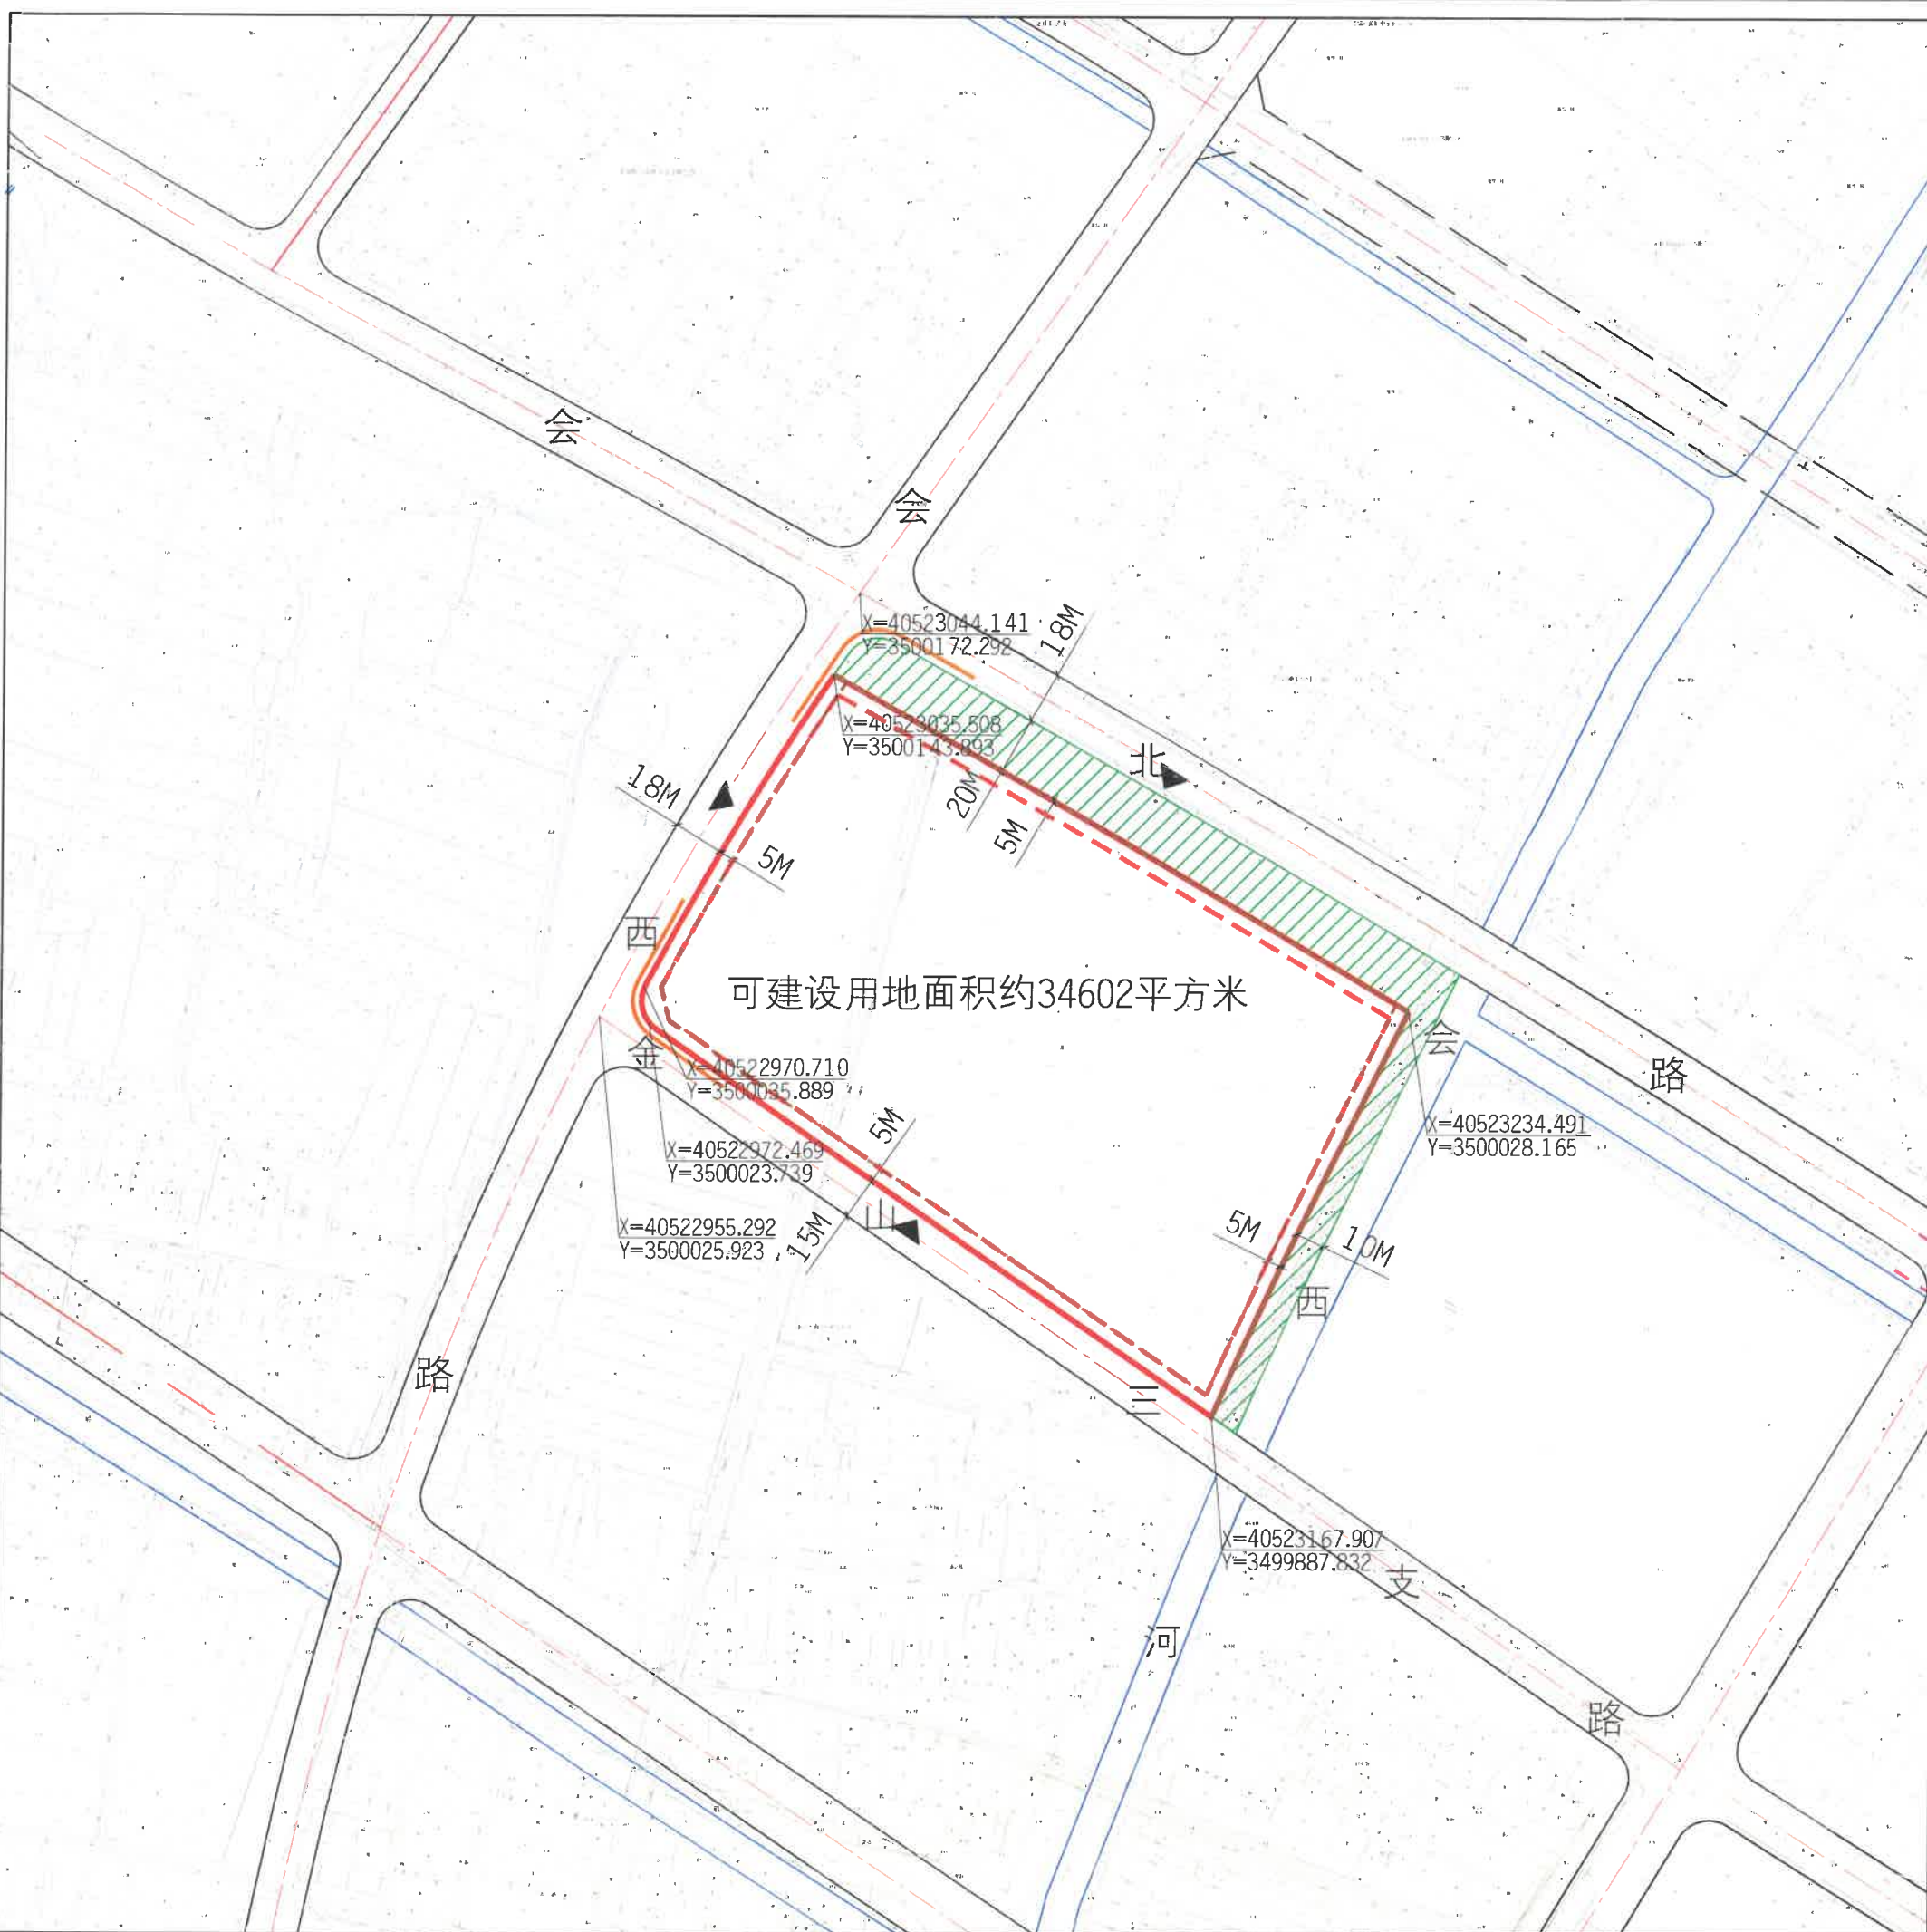 会
会
X=40523044.141
Y=3500172.292
18M
X=40523035.508
Y=3500143.893
北
18M
20M
5M
5M
西
可建设用地面积约34602平方米
金
会
路
X=40522970.710
Y=3500035.889
5M
X=40523234.491
Y=3500028.165
X=40522972.469
Y=3500023.739
山
X=40522955.292
Y=3500025.923
15M
5M
10M
西
路
三
X=40523167.907
Y=3499887.832
支
河
路